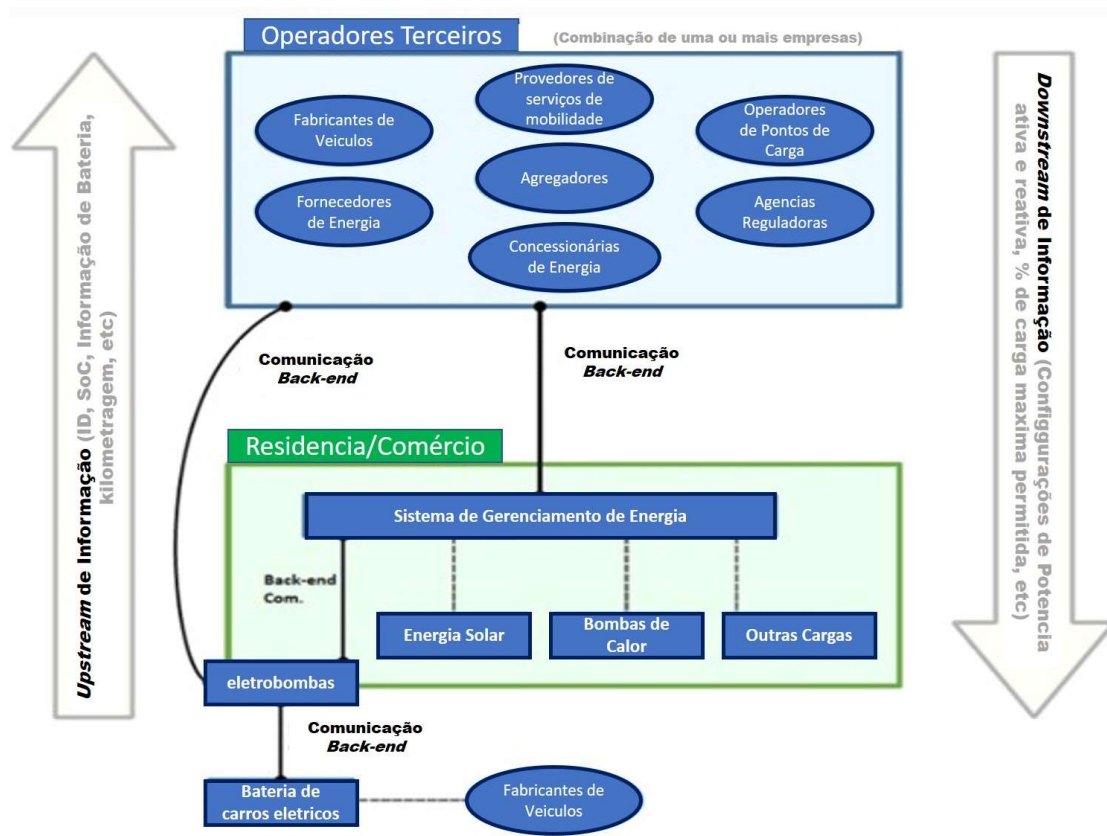 Operadores Terceiros
(Combinação de uma ou mais empresas)
Provedores de
serviços de
mobilidade
Fabricantes de
Veiculos
Operadores
de Pontos de
Carga
Agregadores
Fornecedores
de Energia
Agencias
Reguladoras
Concessionárias
de Energia
Upstream de Informação (ID, SoC, Informação de Bateria,
kilometragem, etc)
Downstream de Informação (Configgurações de Potencia
ativa e reativa, % de carga maxima permitida, etc)
Comunicação
Back-end
Comunicação
Back-end
Residencia/Comércio
Sistema de Gerenciamento de Energia
Back-end
Com.
Energia Solar
Bombas de
Calor
Outras Cargas
eletrobombas
Comunicação
Back-end
Bateria de
carros eletricos
Fabricantes de
Veiculos